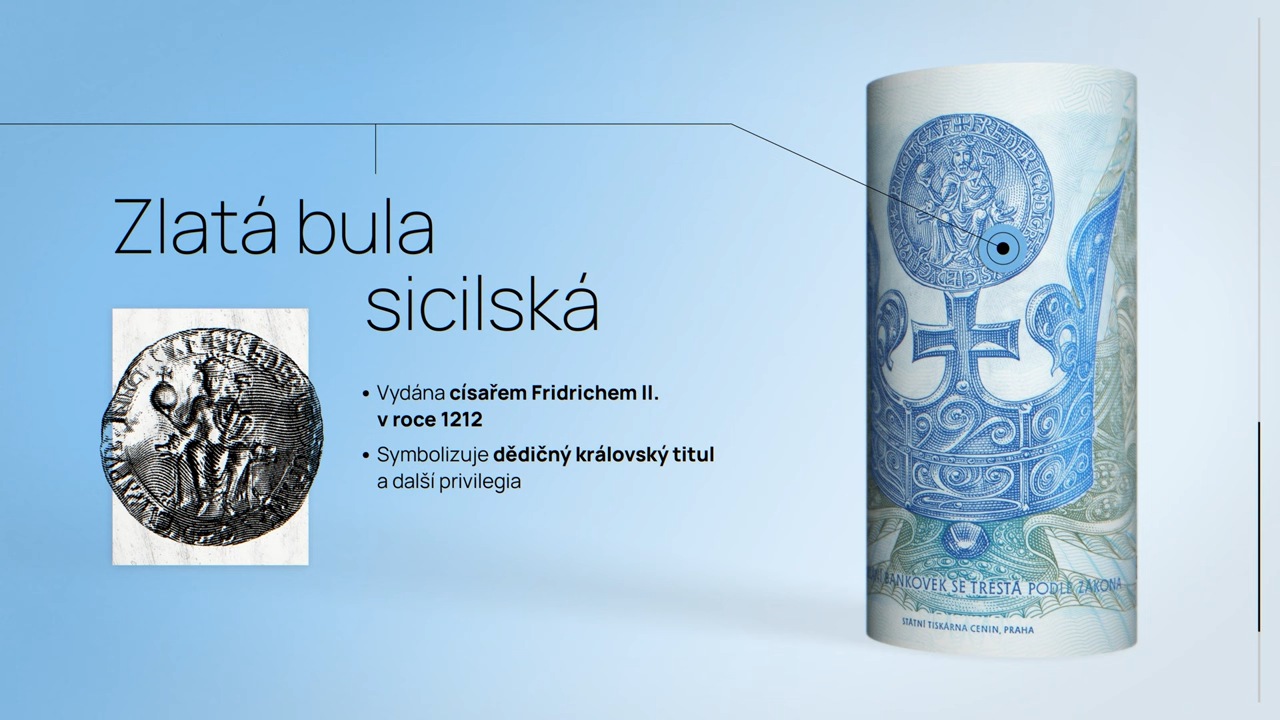 Zlatá bula
sicilská
• Vydána císařem Fridrichem II.
v roce 1212
• Symbolizuje dědičný královský titul
a další privilegia
BANKOVEK SE TRESTÁ PODLE ZÁKONA
STÁTNÍ TISKÁRNA CENIN, PRAHA